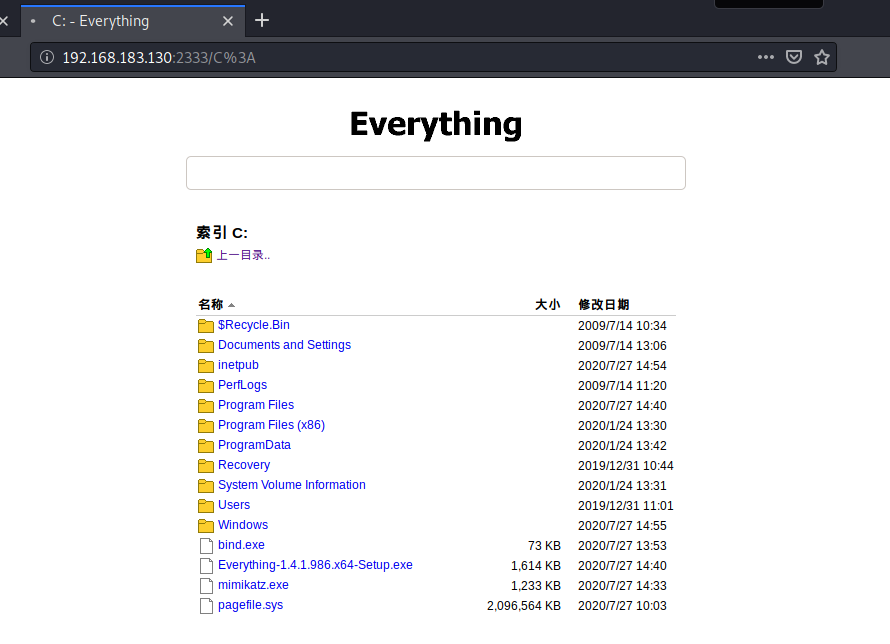 C: - Everything
192.168.183.130:2333/C%3A
Everything
索引 C:
上一目录..
名称 大小 修改日期
$Recycle.Bin 2009/7/14 10:34
Documents and Settings 2009/7/14 13:06
inetpub 2020/7/27 14:54
PerfLogs 2009/7/14 11:20
Program Files 2020/7/27 14:40
Program Files (x86) 2020/1/24 13:30
ProgramData 2020/1/24 13:42
Recovery 2019/12/31 10:44
System Volume Information 2020/1/24 13:31
Users 2019/12/31 11:01
Windows 2020/7/27 14:55
bind.exe 73 KB 2020/7/27 13:53
Everything-1.4.1.986.x64-Setup.exe 1,614 KB 2020/7/27 14:40
mimikatz.exe 1,233 KB 2020/7/27 14:33
pagefile.sys 2,096,564 KB 2020/7/27 10:03